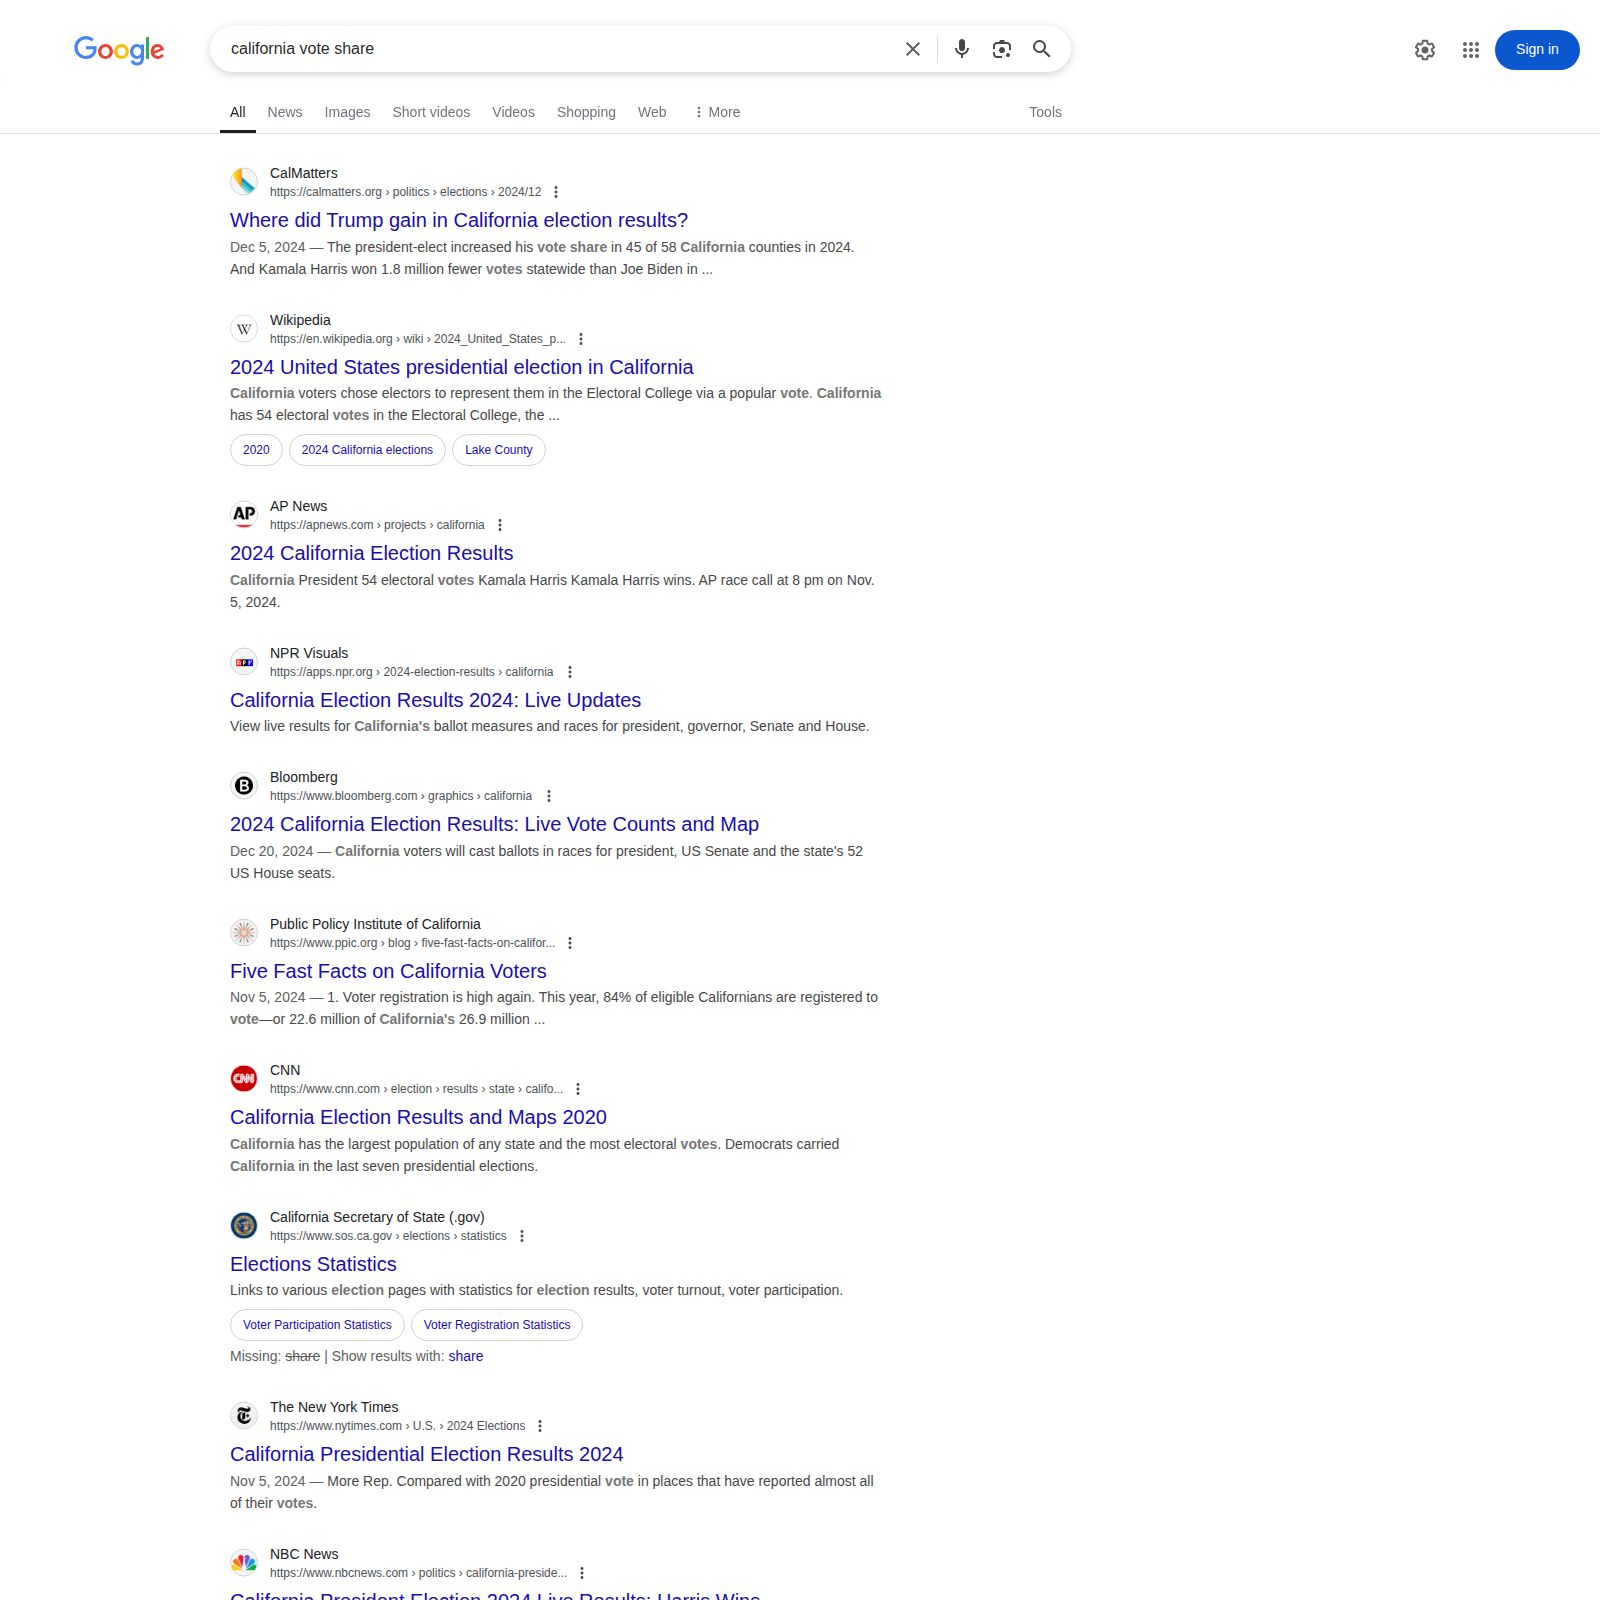 Google
california vote share
Sign in
All News Images Short videos Videos Shopping Web More Tools
CalMatters
https://calmatters.org › politics › elections › 2024/12
Where did Trump gain in California election results?
Dec 5, 2024 — The president-elect increased his vote share in 45 of 58 California counties in 2024.
And Kamala Harris won 1.8 million fewer votes statewide than Joe Biden in ...
W
Wikipedia
https://en.wikipedia.org › wiki › 2024_United_States_p...
2024 United States presidential election in California
California voters chose electors to represent them in the Electoral College via a popular vote. California
has 54 electoral votes in the Electoral College, the ...
2020 2024 California elections Lake County
AP
AP News
https://apnews.com › projects › california
2024 California Election Results
California President 54 electoral votes Kamala Harris Kamala Harris wins. AP race call at 8 pm on Nov.
5, 2024.
NPR Visuals
https://apps.npr.org › 2024-election-results › california
California Election Results 2024: Live Updates
View live results for California's ballot measures and races for president, governor, Senate and House.
B
Bloomberg
https://www.bloomberg.com › graphics › california
2024 California Election Results: Live Vote Counts and Map
Dec 20, 2024 — California voters will cast ballots in races for president, US Senate and the state's 52
US House seats.
Public Policy Institute of California
https://www.ppic.org › blog › five-fast-facts-on-califor...
Five Fast Facts on California Voters
Nov 5, 2024 — 1. Voter registration is high again. This year, 84% of eligible Californians are registered to
vote—or 22.6 million of California's 26.9 million ...
CNN
CNN
https://www.cnn.com › election › results › state › califo...
California Election Results and Maps 2020
California has the largest population of any state and the most electoral votes. Democrats carried
California in the last seven presidential elections.
California Secretary of State (.gov)
https://www.sos.ca.gov › elections › statistics
Elections Statistics
Links to various election pages with statistics for election results, voter turnout, voter participation.
Voter Participation Statistics Voter Registration Statistics
Missing: share | Show results with: share
T
The New York Times
https://www.nytimes.com › U.S. › 2024 Elections
California Presidential Election Results 2024
Nov 5, 2024 — More Rep. Compared with 2020 presidential vote in places that have reported almost all
of their votes.
NBC News
https://www.nbcnews.com › politics › california-preside...
California President Election 2024 Live Results: Harris Wins